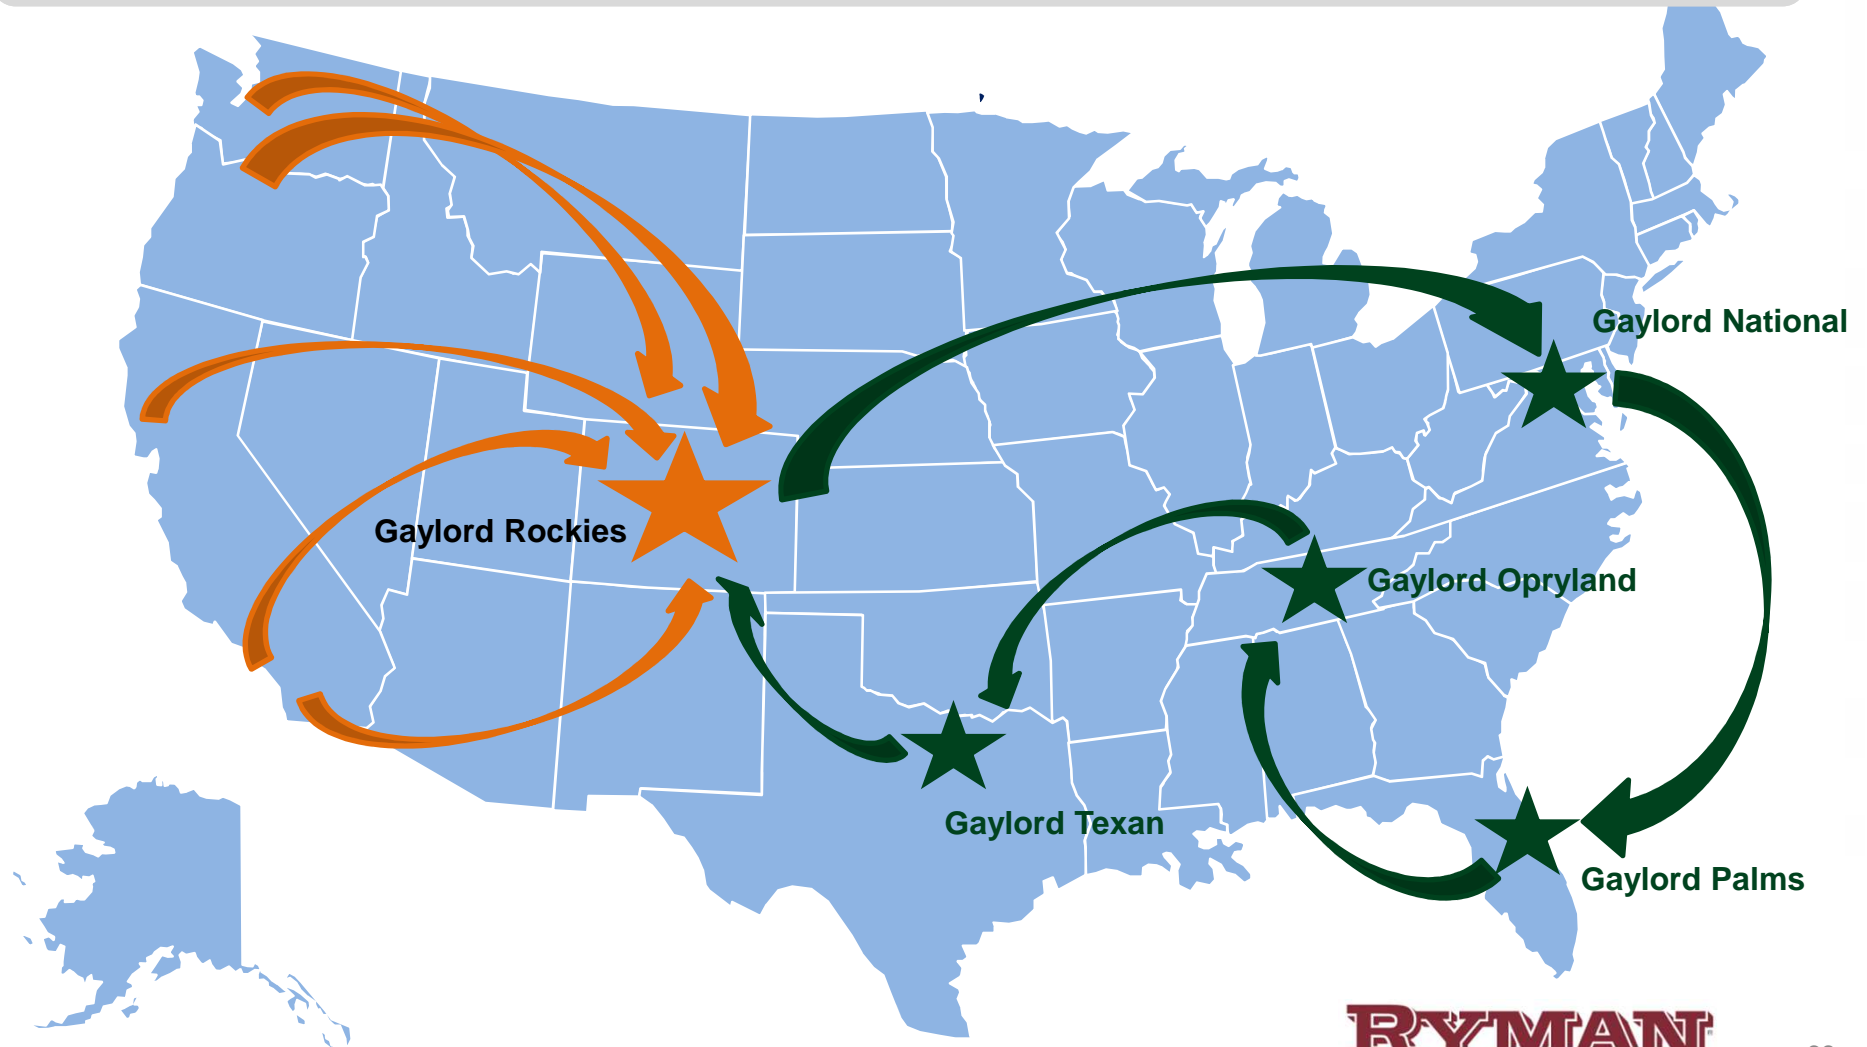 Gaylord National
Gaylord Rockies
Gaylord Opryland
Gaylord Texan
Gaylord Palms
RYMAN